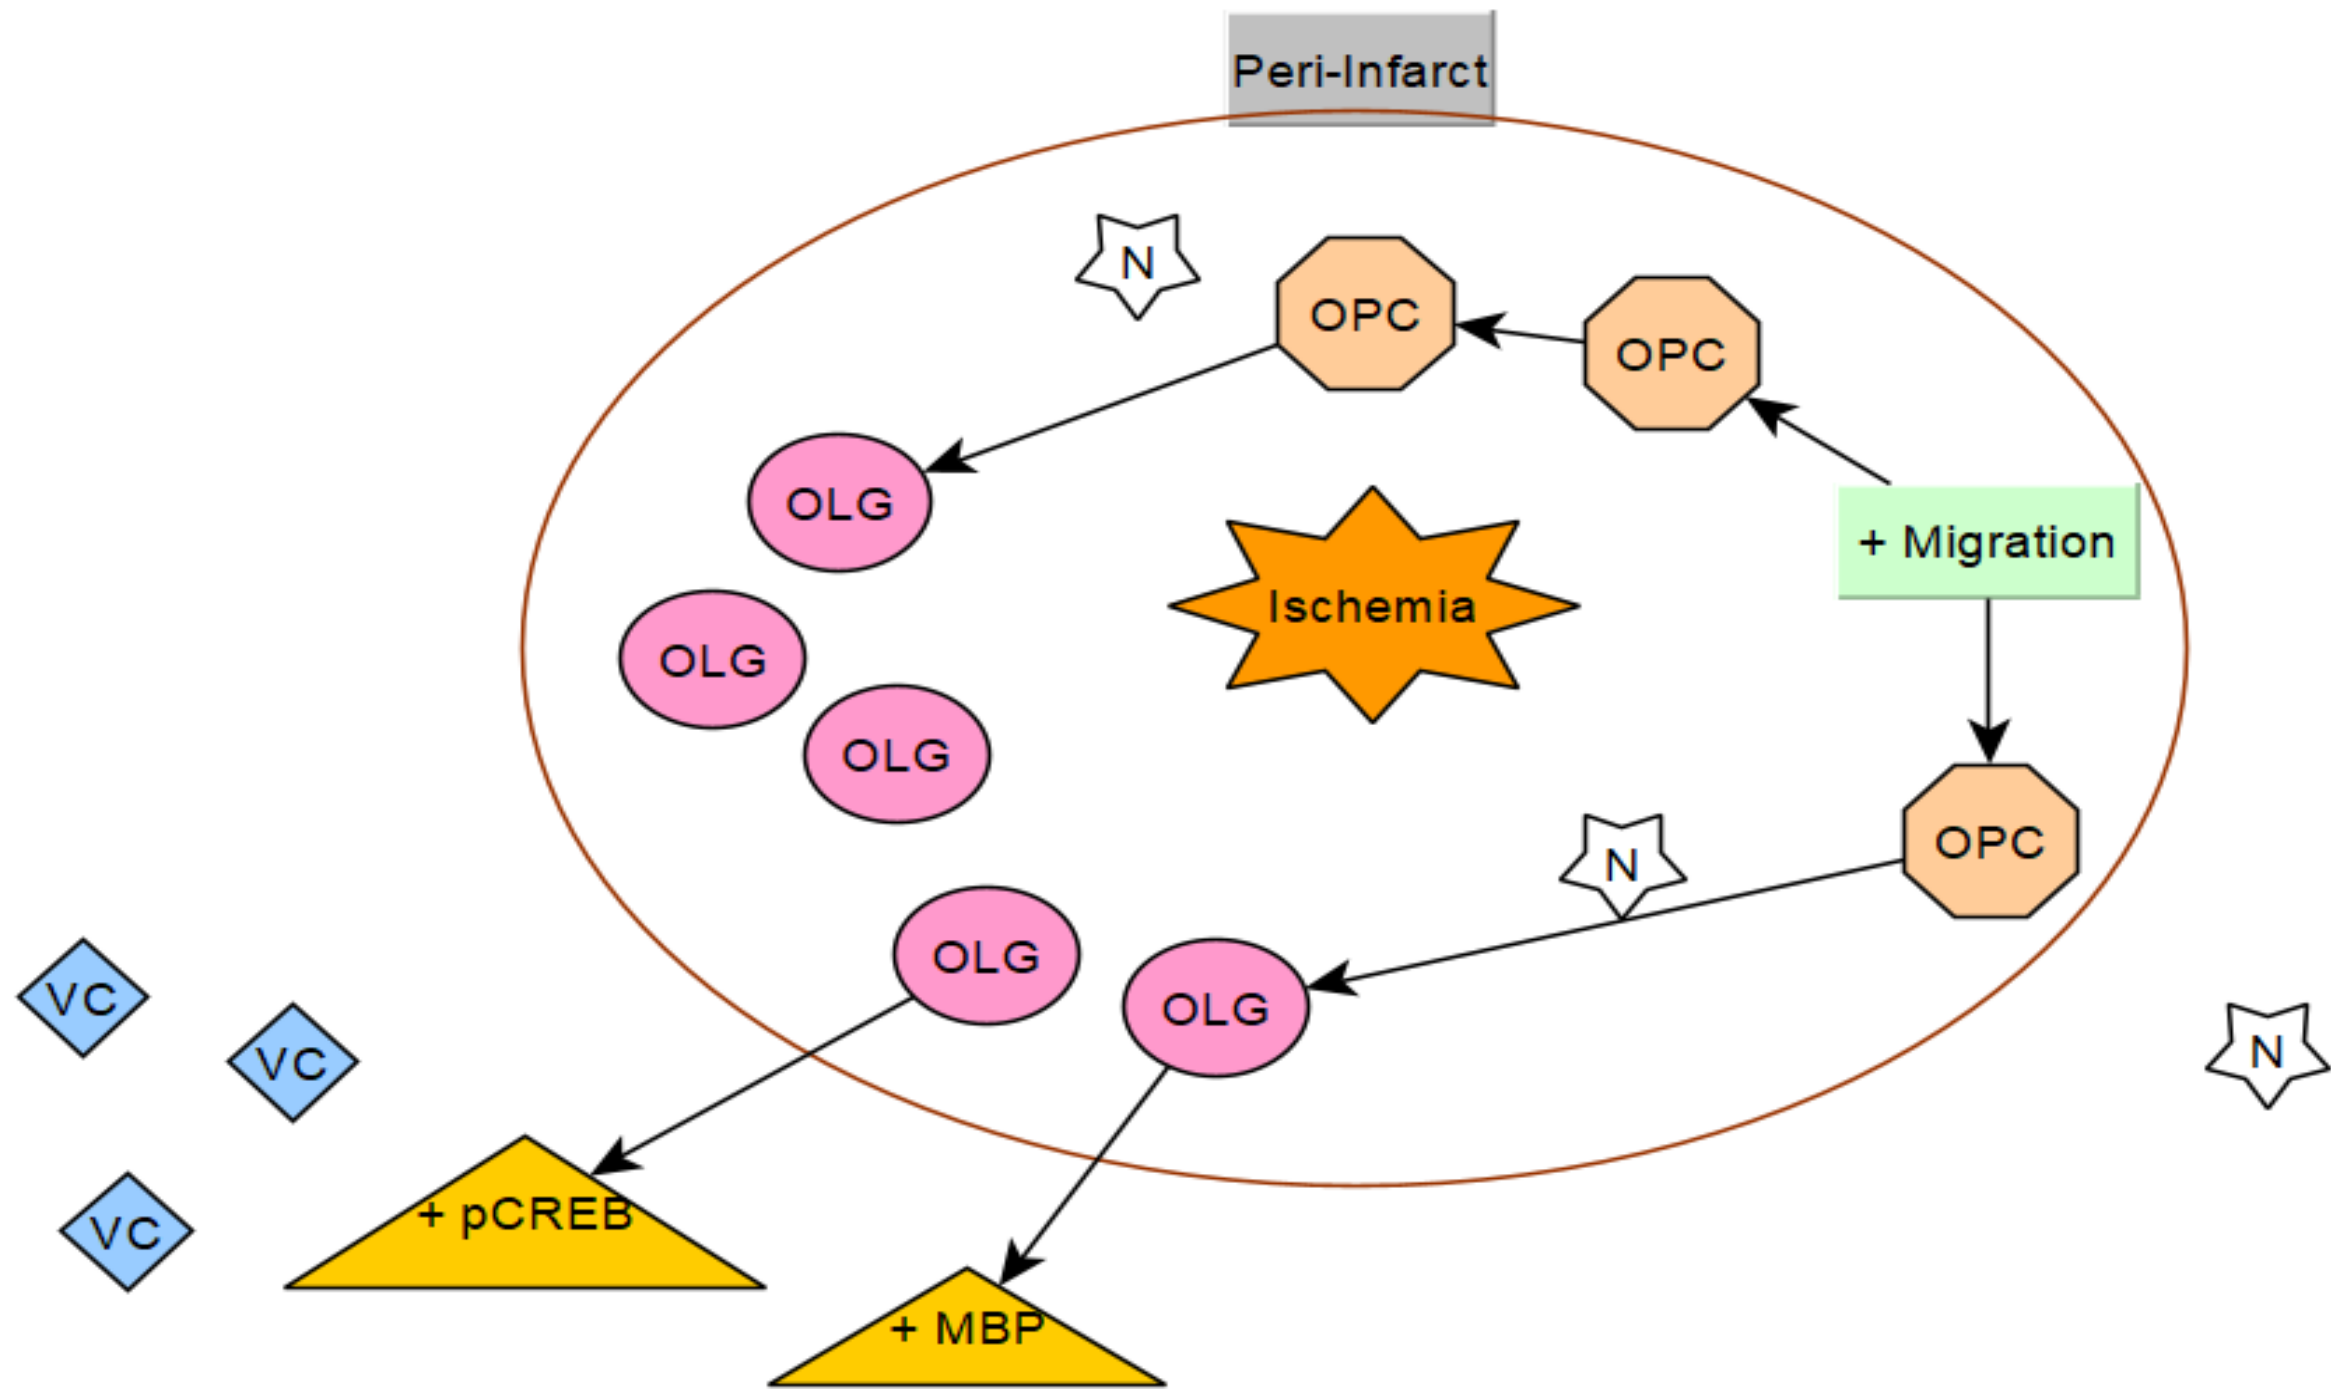 Peri-Infarct
N
OPC
OPC
OLG
+ Migration
Ischemia
OLG
OLG
OPC
N
OLG
OLG
VC
VC
N
VC
+ pCREB
+ MBP